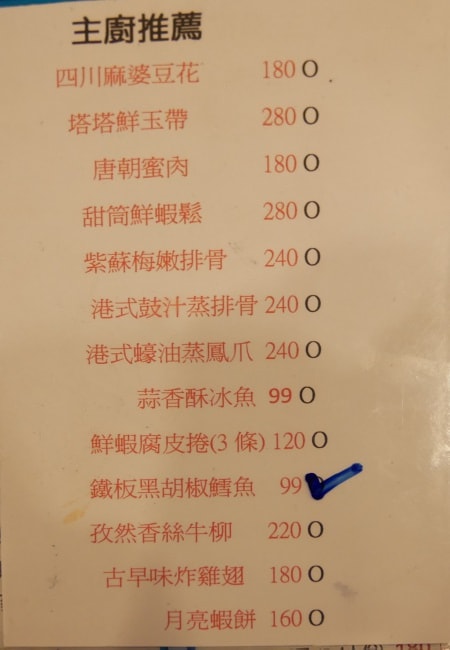 主廚推薦
四川麻婆豆花 180 O
塔塔鮮玉帶 280 O
唐朝蜜肉 180 O
甜筒鮮蝦鬆 280 O
紫蘇梅嫩排骨 240 O
港式鼓汁蒸排骨 240 O
港式蠔油蒸鳳爪 240 O
蒜香酥冰魚 99 O
鮮蝦腐皮捲(3 條) 120 O
鐵板黑胡椒鱈魚 99
孜然香絲牛柳 220 O
古早味炸雞翅 180 O
月亮蝦餅 160 O